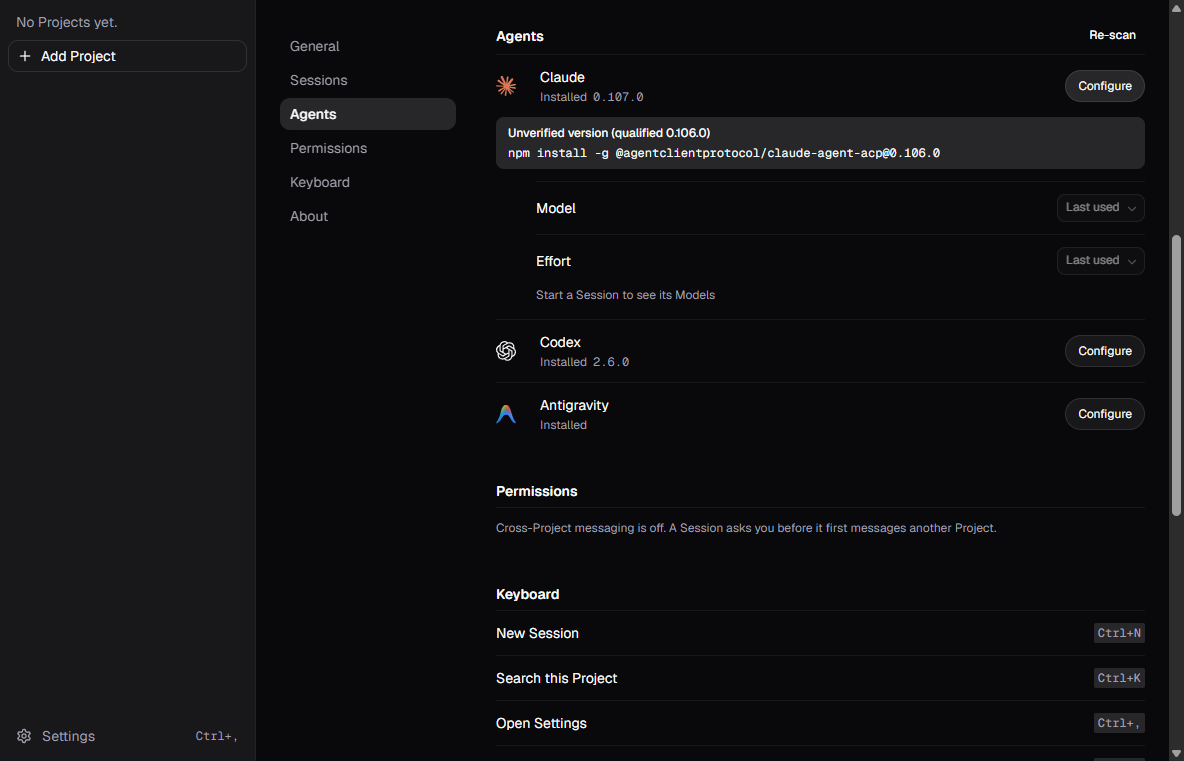 No Projects yet.
Add Project
Settings
Ctrl+,
General
Sessions
Agents
Permissions
Keyboard
About
Agents
Re-scan
Claude
Installed 0.107.0
Configure
Unverified version (qualified 0.106.0)
npm install -g @agentclientprotocol/claude-agent-acp@0.106.0
Model
Last used
Effort
Last used
Start a Session to see its Models
Codex
Installed 2.6.0
Configure
Antigravity
Installed
Configure
Permissions
Cross-Project messaging is off. A Session asks you before it first messages another Project.
Keyboard
New Session
Ctrl+N
Search this Project
Ctrl+K
Open Settings
Ctrl+,